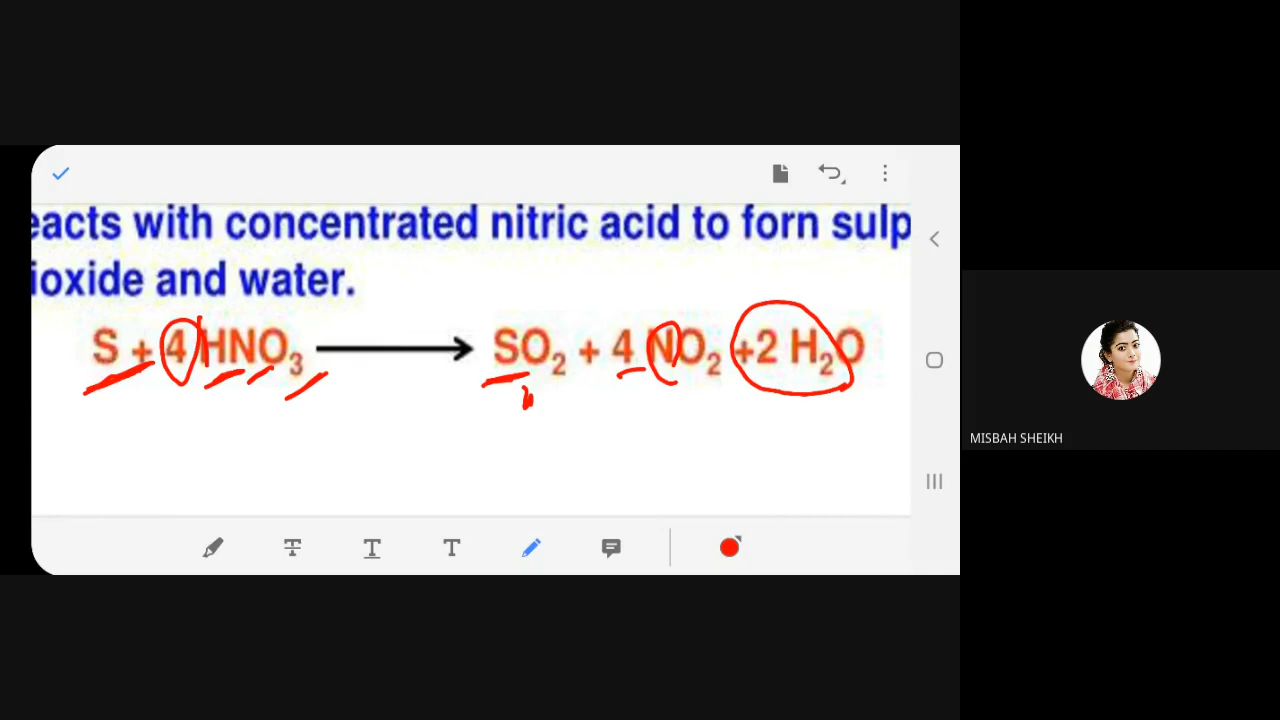 eacts with concentrated nitric acid to forn sulp
ioxide and water.
S + 4 HNO₃ ⟶ SO₂ + 4 NO₂ +2 H₂O
MISBAH SHEIKH